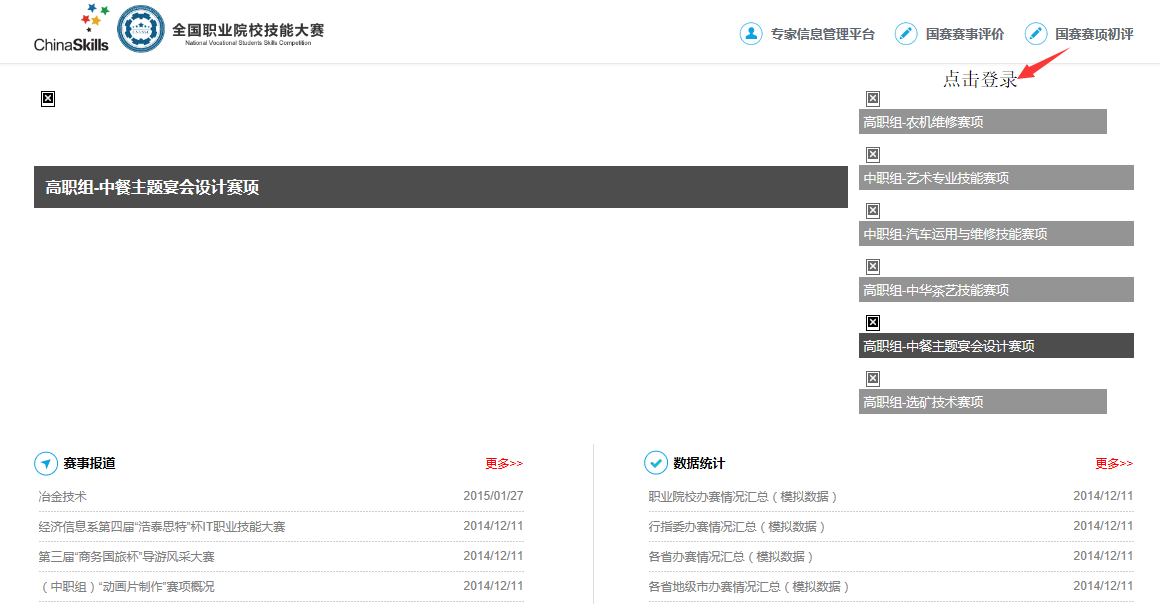 ChinaSkills
全国职业院校技能大赛
National Vocational Students Skills Competition
专家信息管理平台
国赛赛事评价
国赛赛项初评
点击登录
高职组-中餐主题宴会设计赛项
高职组-农机维修赛项
中职组-艺术专业技能赛项
中职组-汽车运用与维修技能赛项
高职组-中华茶艺技能赛项
高职组-中餐主题宴会设计赛项
高职组-选矿技术赛项
赛事报道 更多>>
冶金技术 2015/01/27
经济信息系第四届“浩泰思特”杯IT职业技能大赛 2014/12/11
第三届“商务国旅杯”导游风采大赛 2014/12/11
（中职组）“动画片制作”赛项概况 2014/12/11
数据统计 更多>>
职业院校办赛情况汇总（模拟数据） 2014/12/11
行指委办赛情况汇总（模拟数据） 2014/12/11
各省办赛情况汇总（模拟数据） 2014/12/11
各省地级市办赛情况汇总（模拟数据） 2014/12/11